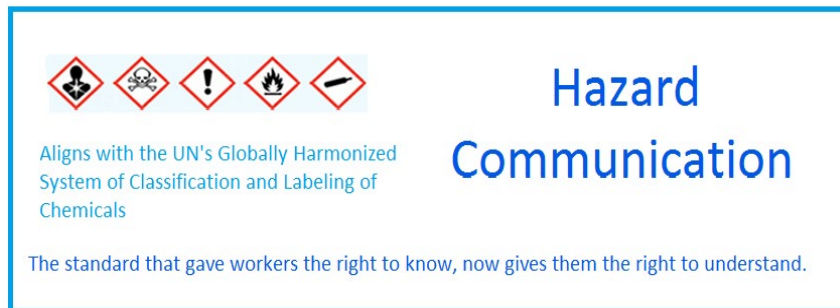 Hazard
Communication
Aligns with the UN's Globally Harmonized
System of Classification and Labeling of
Chemicals
The standard that gave workers the right to know, now gives them the right to understand.